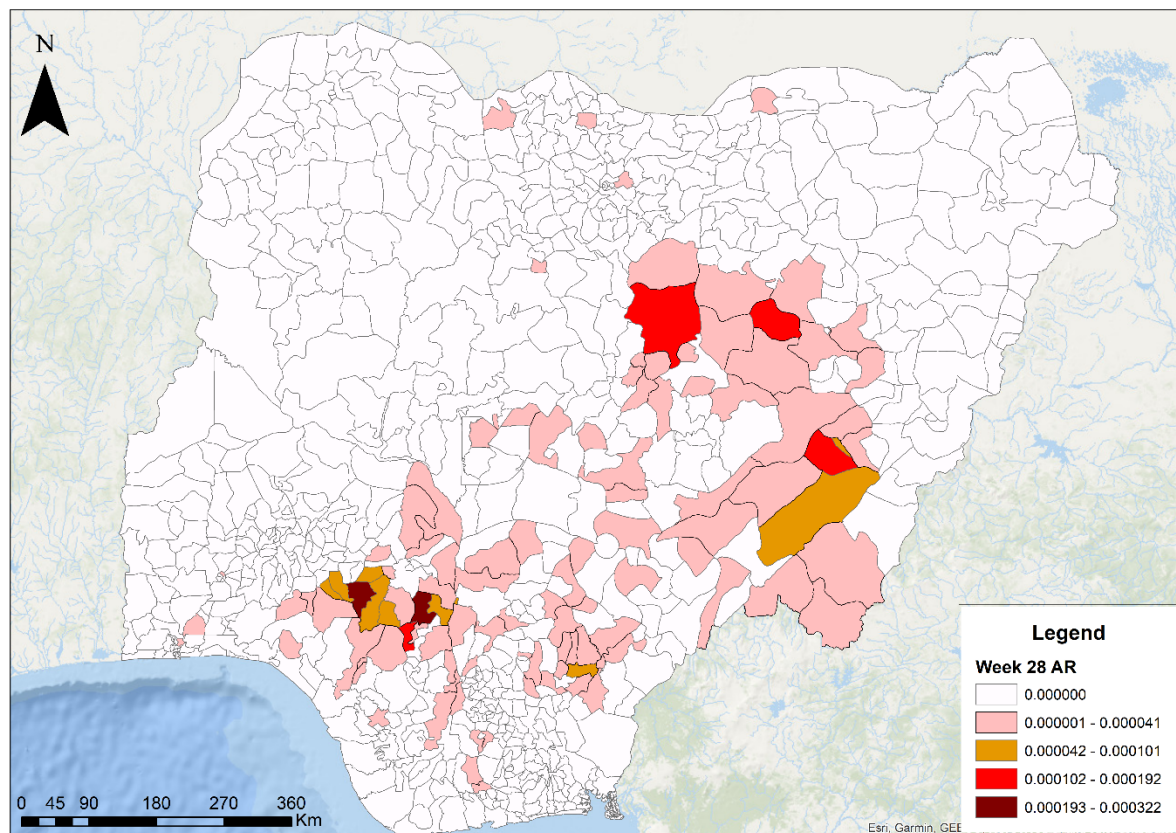 N
Legend
Week 28 AR
0.000000
0.000001 - 0.000041
0.000042 - 0.000101
0.000102 - 0.000192
0.000193 - 0.000322
0 45 90 180 270 360
Km
Esri, Garmin, GEB